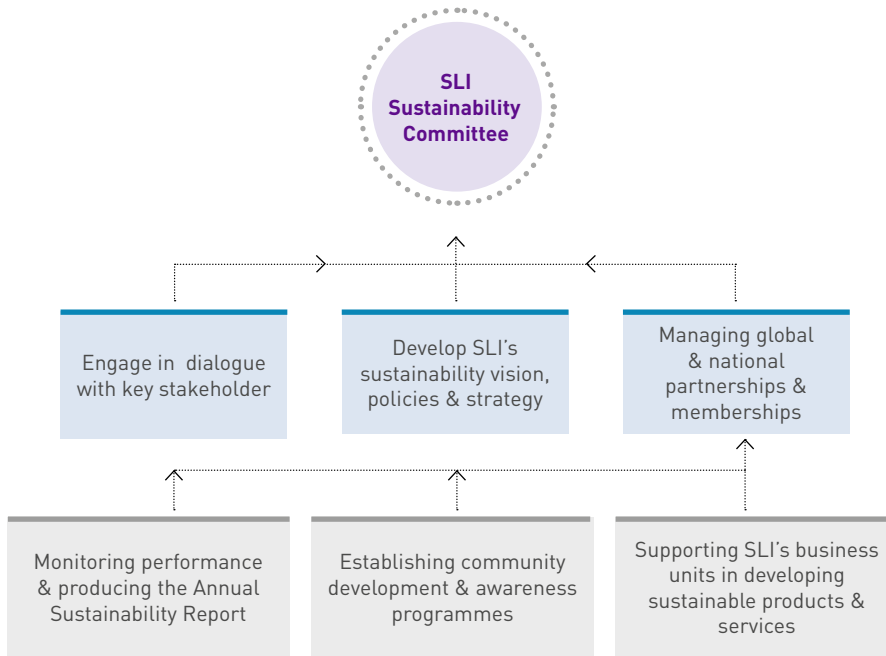 SLI
Sustainability
Committee
Engage in dialogue
with key stakeholder
Develop SLI’s
sustainability vision,
policies & strategy
Managing global
& national
partnerships &
memberships
Monitoring performance
& producing the Annual
Sustainability Report
Establishing community
development & awareness
programmes
Supporting SLI’s business
units in developing
sustainable products &
services